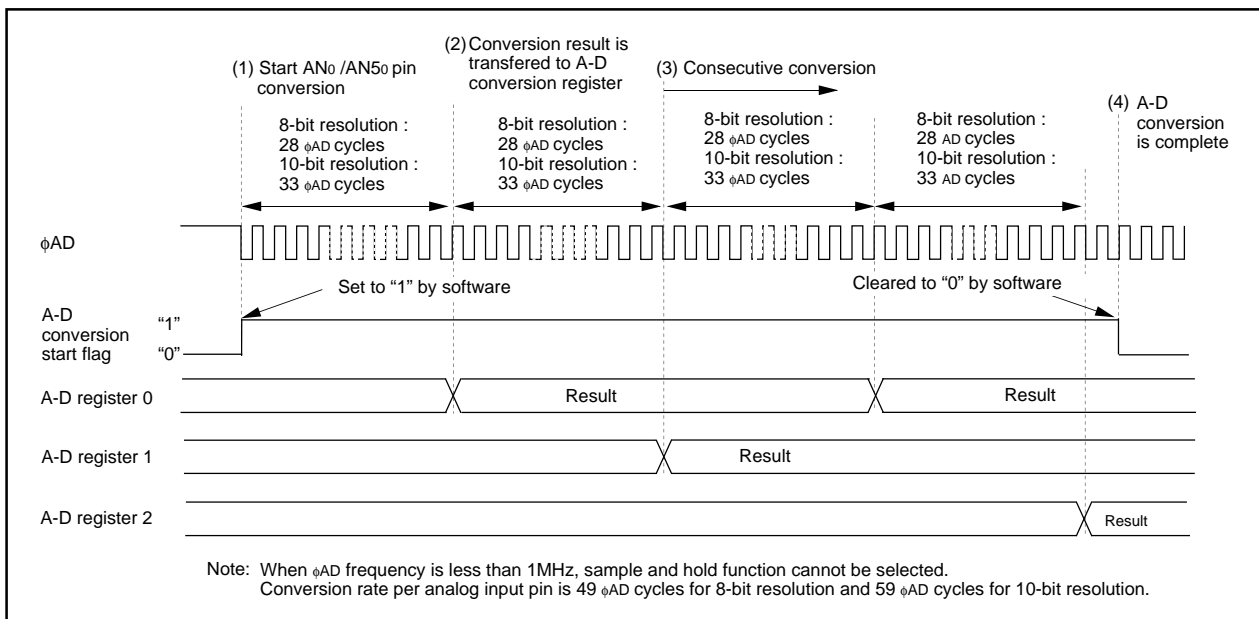 (1) Start AN0 /AN50 pin
conversion
(2) Conversion result is
transfered to A-D
conversion register
(3) Consecutive conversion
(4) A-D
conversion
is complete
8-bit resolution :
28 φAD cycles
10-bit resolution :
33 φAD cycles
8-bit resolution :
28 φAD cycles
10-bit resolution :
33 φAD cycles
8-bit resolution :
28 φAD cycles
10-bit resolution :
33 φAD cycles
8-bit resolution :
28 AD cycles
10-bit resolution :
33 AD cycles
φAD
Set to “1” by software
Cleared to “0” by software
A-D
conversion
start flag
“1”
“0”
A-D register 0
Result
Result
A-D register 1
Result
A-D register 2
Result
Note: When φAD frequency is less than 1MHz, sample and hold function cannot be selected.
Conversion rate per analog input pin is 49 φAD cycles for 8-bit resolution and 59 φAD cycles for 10-bit resolution.